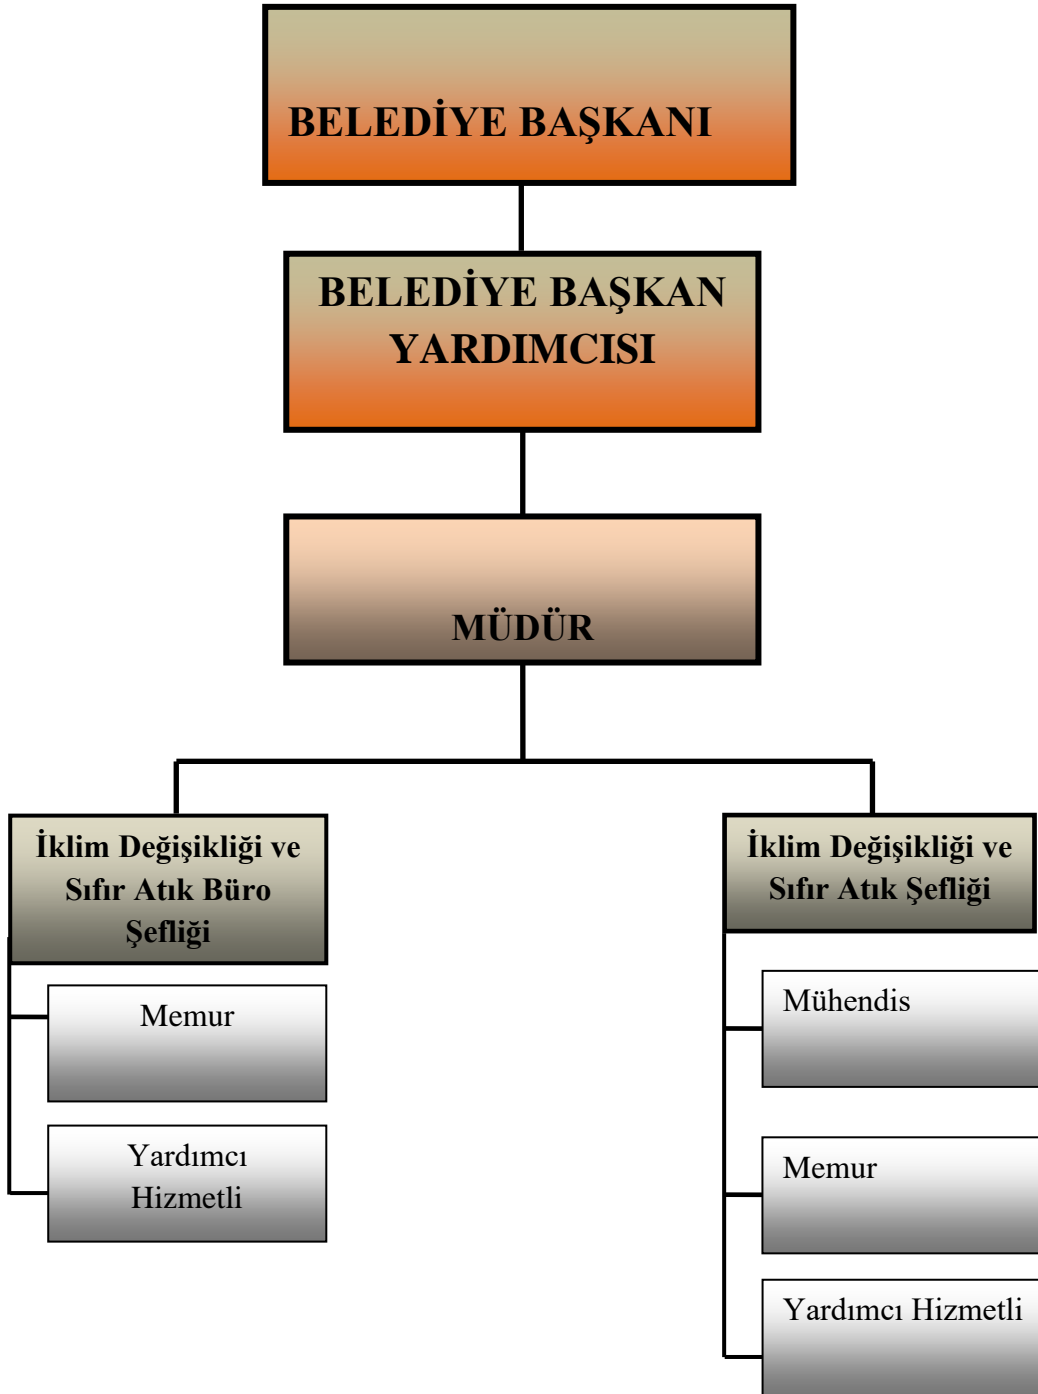 BELEDİYE BAŞKANI
BELEDİYE BAŞKAN
YARDIMCISI
MÜDÜR
İklim Değişikliği ve
Sıfır Atık Büro
Şefliği
Memur
Yardımcı
Hizmetli
İklim Değişikliği ve
Sıfır Atık Şefliği
Mühendis
Memur
Yardımcı Hizmetli